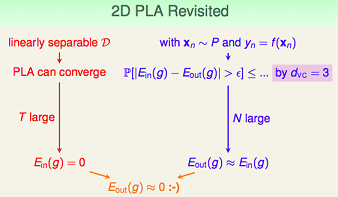 2D PLA Revisited
linearly separable 𝒟
with xₙ ∼ P and yₙ = f(xₙ)
PLA can converge
ℙ[|E_in(g) − E_out(g)| > ϵ] ≤ ... by d_VC = 3
T large
N large
E_in(g) = 0
E_out(g) ≈ E_in(g)
E_out(g) ≈ 0 :-)